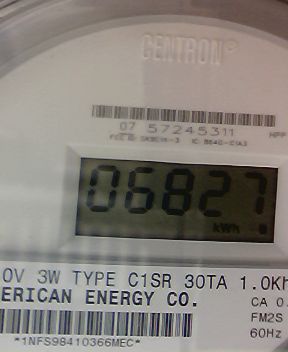 CENTRON®
07 57245311
HPP
06827
kWh
0V 3W TYPE C1SR 30TA 1.0Kh
ERICAN ENERGY CO.
CA 0.
FM2S
60Hz
*1NFS98410366MEC*